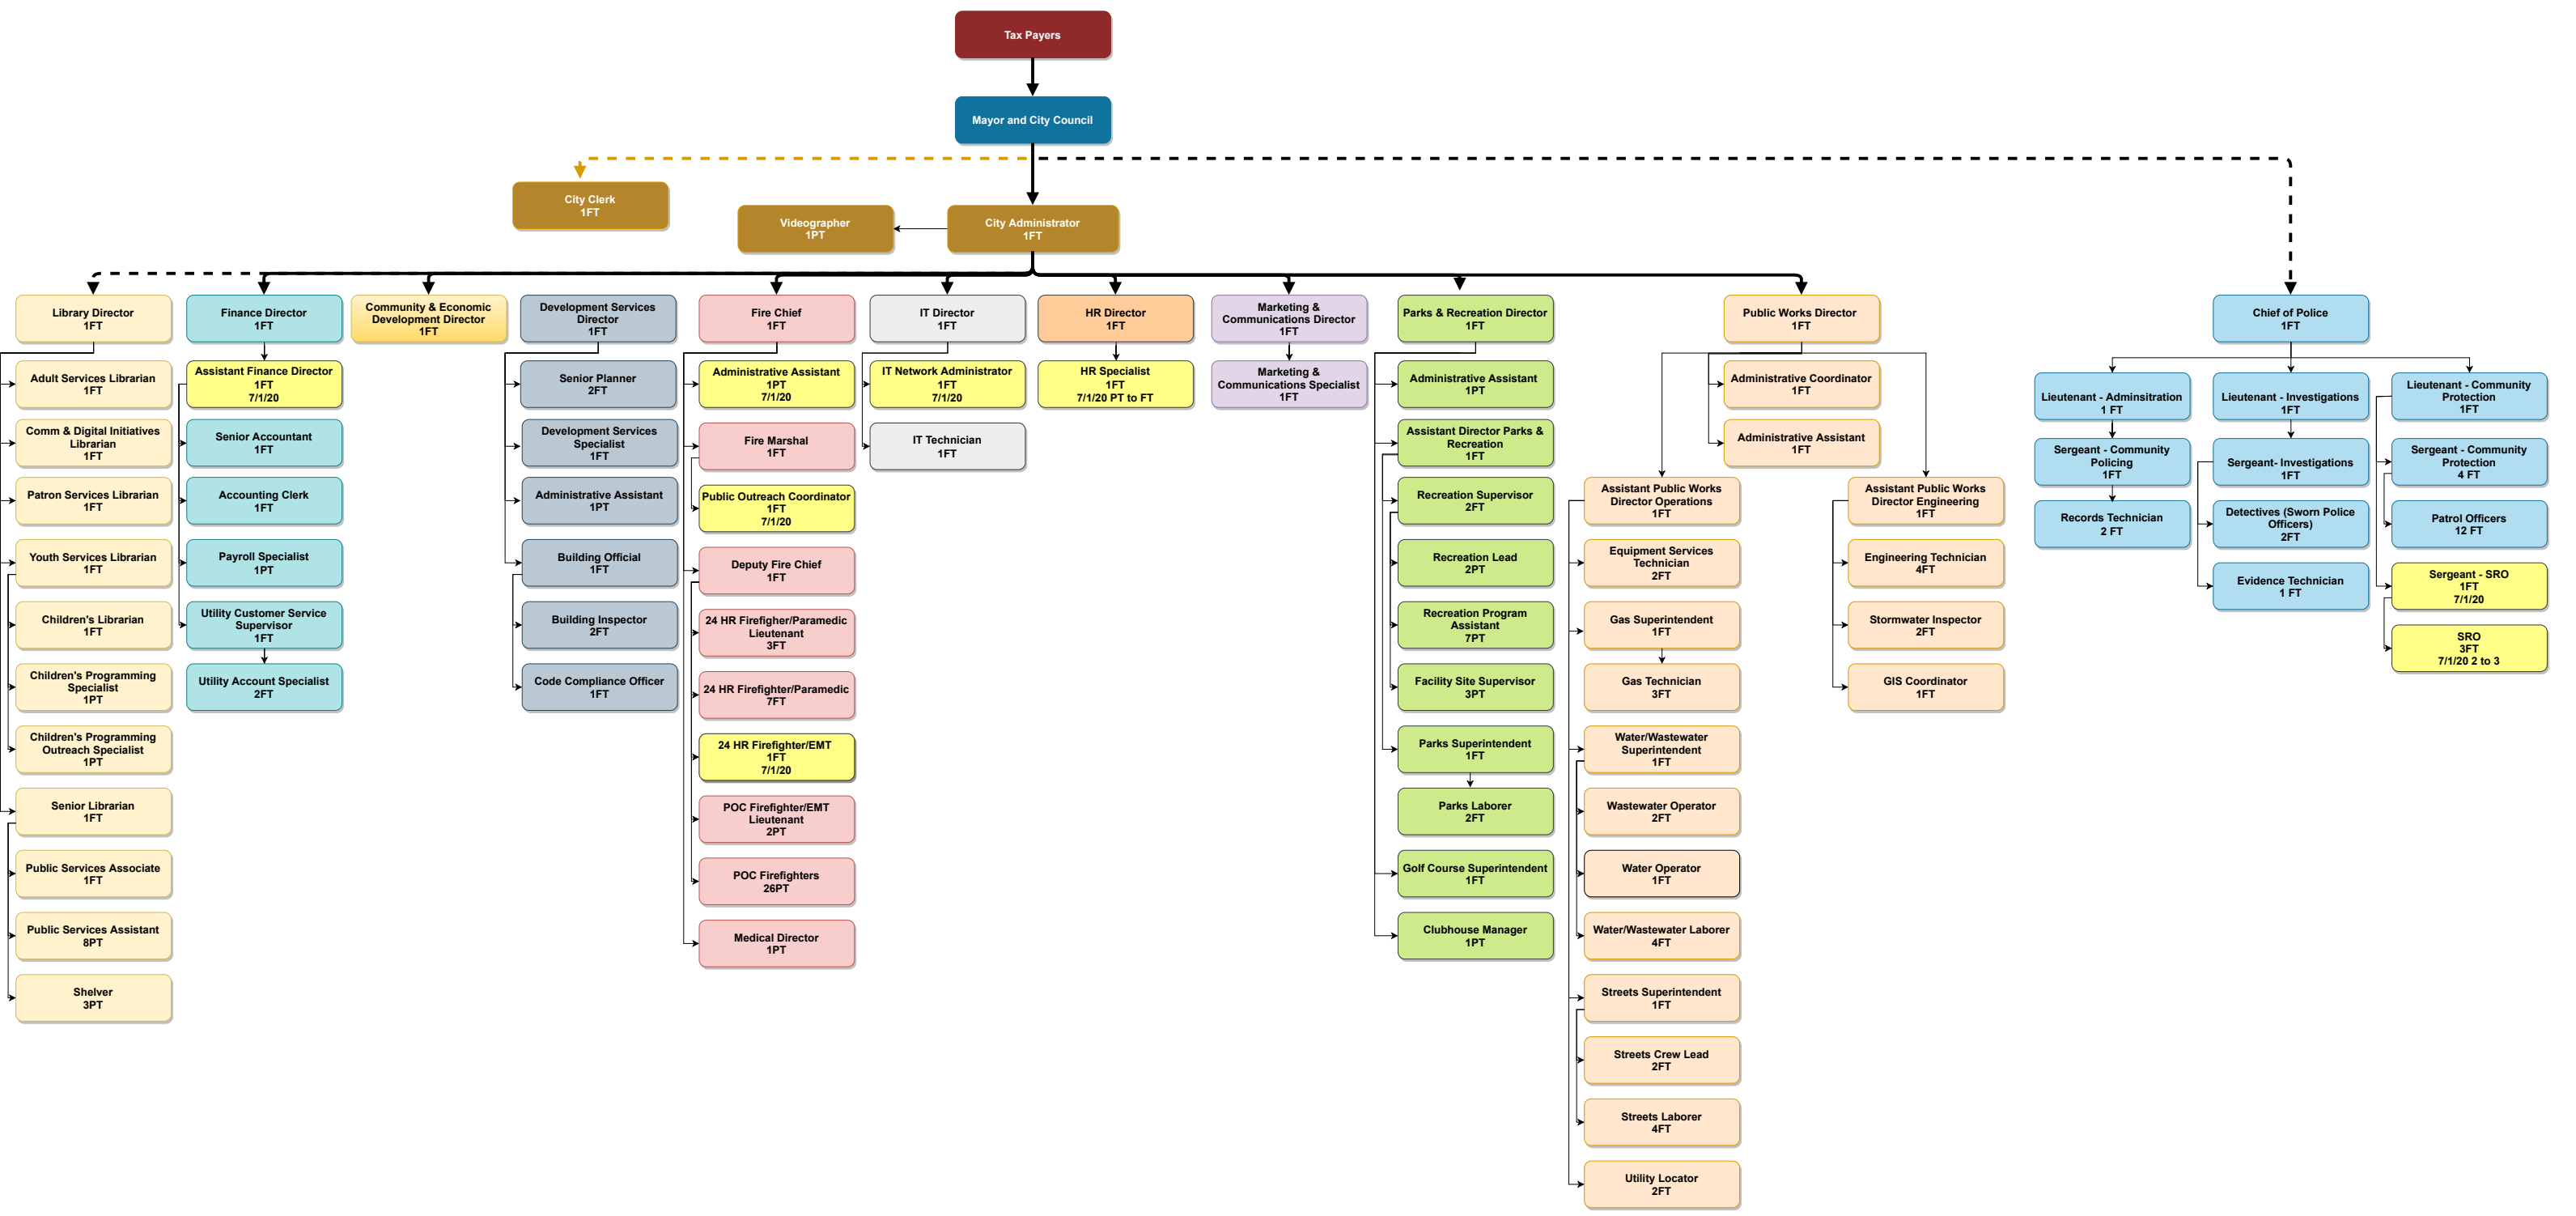 Tax Payers
Mayor and City Council
City Clerk
1FT
Videographer
1PT
City Administrator
1FT
Library Director
1FT
Adult Services Librarian
1FT
Comm & Digital Initiatives
Librarian
1FT
Patron Services Librarian
1FT
Youth Services Librarian
1FT
Children's Librarian
1FT
Children's Programming
Specialist
1PT
Children's Programming
Outreach Specialist
1PT
Senior Librarian
1FT
Public Services Associate
1FT
Public Services Assistant
8PT
Shelver
3PT
Finance Director
1FT
Assistant Finance Director
1FT
7/1/20
Senior Accountant
1FT
Accounting Clerk
1FT
Payroll Specialist
1PT
Utility Customer Service
Supervisor
1FT
Utility Account Specialist
2FT
Community & Economic
Development Director
1FT
Development Services
Director
1FT
Senior Planner
2FT
Development Services
Specialist
1FT
Administrative Assistant
1PT
Building Official
1FT
Building Inspector
2FT
Code Compliance Officer
1FT
Fire Chief
1FT
Administrative Assistant
1PT
7/1/20
Fire Marshal
1FT
Public Outreach Coordinator
1FT
7/1/20
Deputy Fire Chief
1FT
24 HR Firefigher/Paramedic
Lieutenant
3FT
24 HR Firefighter/Paramedic
7FT
24 HR Firefighter/EMT
1FT
7/1/20
POC Firefighter/EMT
Lieutenant
2PT
POC Firefighters
26PT
Medical Director
1PT
IT Director
1FT
IT Network Administrator
1FT
7/1/20
IT Technician
1FT
HR Director
1FT
HR Specialist
1FT
7/1/20 PT to FT
Marketing &
Communications Director
1FT
Marketing &
Communications Specialist
1FT
Parks & Recreation Director
1FT
Administrative Assistant
1PT
Assistant Director Parks &
Recreation
1FT
Recreation Supervisor
2FT
Recreation Lead
2PT
Recreation Program
Assistant
7PT
Facility Site Supervisor
3PT
Parks Superintendent
1FT
Parks Laborer
2FT
Golf Course Superintendent
1FT
Clubhouse Manager
1PT
Public Works Director
1FT
Administrative Coordinator
1FT
Administrative Assistant
1FT
Assistant Public Works
Director Operations
1FT
Equipment Services
Technician
2FT
Gas Superintendent
1FT
Gas Technician
3FT
Water/Wastewater
Superintendent
1FT
Wastewater Operator
2FT
Water Operator
1FT
Water/Wastewater Laborer
4FT
Streets Superintendent
1FT
Streets Crew Lead
2FT
Streets Laborer
4FT
Utility Locator
2FT
Assistant Public Works
Director Engineering
1FT
Engineering Technician
4FT
Stormwater Inspector
2FT
GIS Coordinator
1FT
Chief of Police
1FT
Lieutenant - Adminsitration
1 FT
Sergeant - Community
Policing
1FT
Records Technician
2 FT
Lieutenant - Investigations
1FT
Sergeant- Investigations
1FT
Detectives (Sworn Police
Officers)
2FT
Evidence Technician
1 FT
Lieutenant - Community
Protection
1FT
Sergeant - Community
Protection
4 FT
Patrol Officers
12 FT
Sergeant - SRO
1FT
7/1/20
SRO
3FT
7/1/20 2 to 3